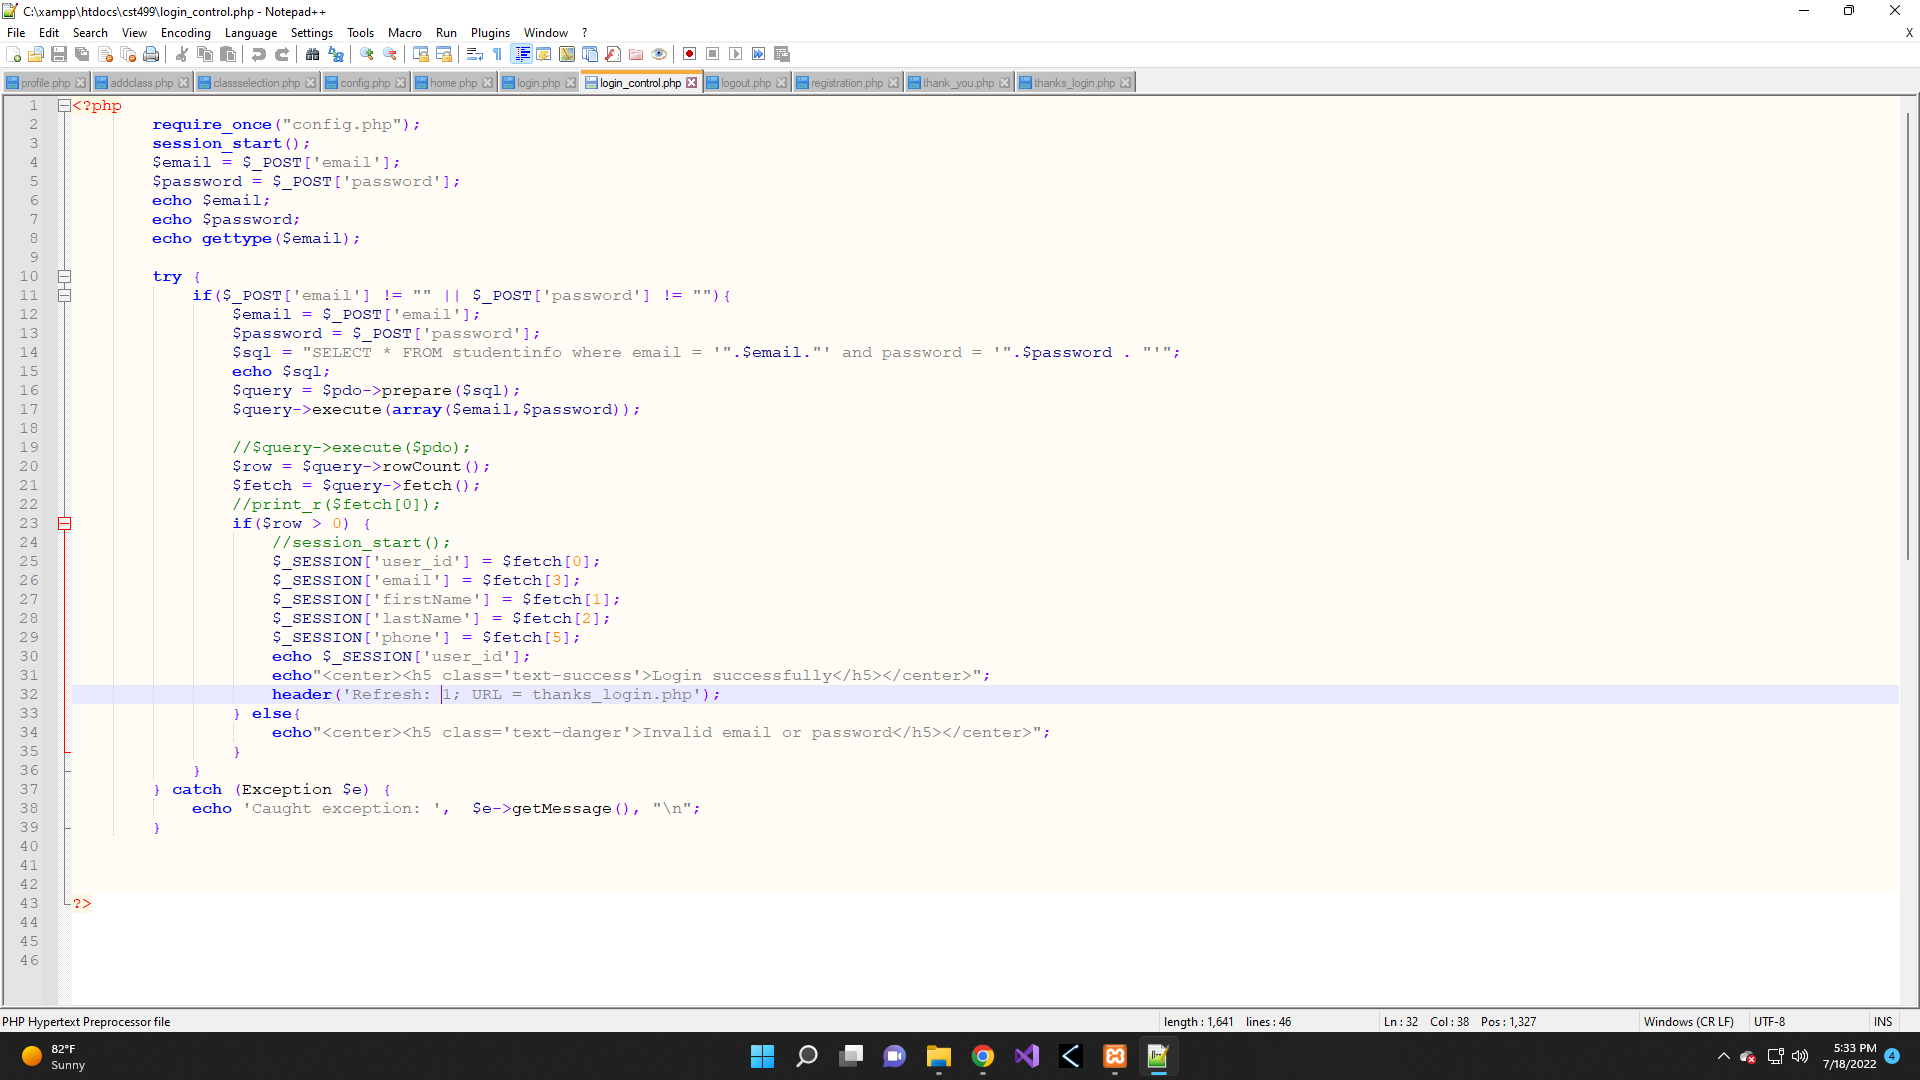 C:\xampp\htdocs\cst499\login_control.php - Notepad++
File Edit Search View Encoding Language Settings Tools Macro Run Plugins Window ? X
profile.php addclass.php classselection.php config.php home.php login.php login_control.php logout.php registration.php thank_you.php thanks_login.php
1 <?php
2 require_once("config.php");
3 session_start();
4 $email = $_POST['email'];
5 $password = $_POST['password'];
6 echo $email;
7 echo $password;
8 echo gettype($email);
9
10 try {
11 if($_POST['email'] != "" || $_POST['password'] != ""){
12 $email = $_POST['email'];
13 $password = $_POST['password'];
14 $sql = "SELECT * FROM studentinfo where email = '".$email."' and password = '".$password . "'";
15 echo $sql;
16 $query = $pdo->prepare($sql);
17 $query->execute(array($email,$password));
18
19 //$query->execute($pdo);
20 $row = $query->rowCount();
21 $fetch = $query->fetch();
22 //print_r($fetch[0]);
23 if($row > 0) {
24 //session_start();
25 $_SESSION['user_id'] = $fetch[0];
26 $_SESSION['email'] = $fetch[3];
27 $_SESSION['firstName'] = $fetch[1];
28 $_SESSION['lastName'] = $fetch[2];
29 $_SESSION['phone'] = $fetch[5];
30 echo $_SESSION['user_id'];
31 echo"<center><h5 class='text-success'>Login successfully</h5></center>";
32 header('Refresh: 1; URL = thanks_login.php');
33 } else{
34 echo"<center><h5 class='text-danger'>Invalid email or password</h5></center>";
35 }
36 }
37 } catch (Exception $e) {
38 echo 'Caught exception: ',  $e->getMessage(), "\n";
39 }
40
41
42
43 ?>
44
45
46
PHP Hypertext Preprocessor file length : 1,641 lines : 46 Ln : 32 Col : 38 Pos : 1,327 Windows (CR LF) UTF-8 INS
82°F
Sunny
5:33 PM
7/18/2022
4